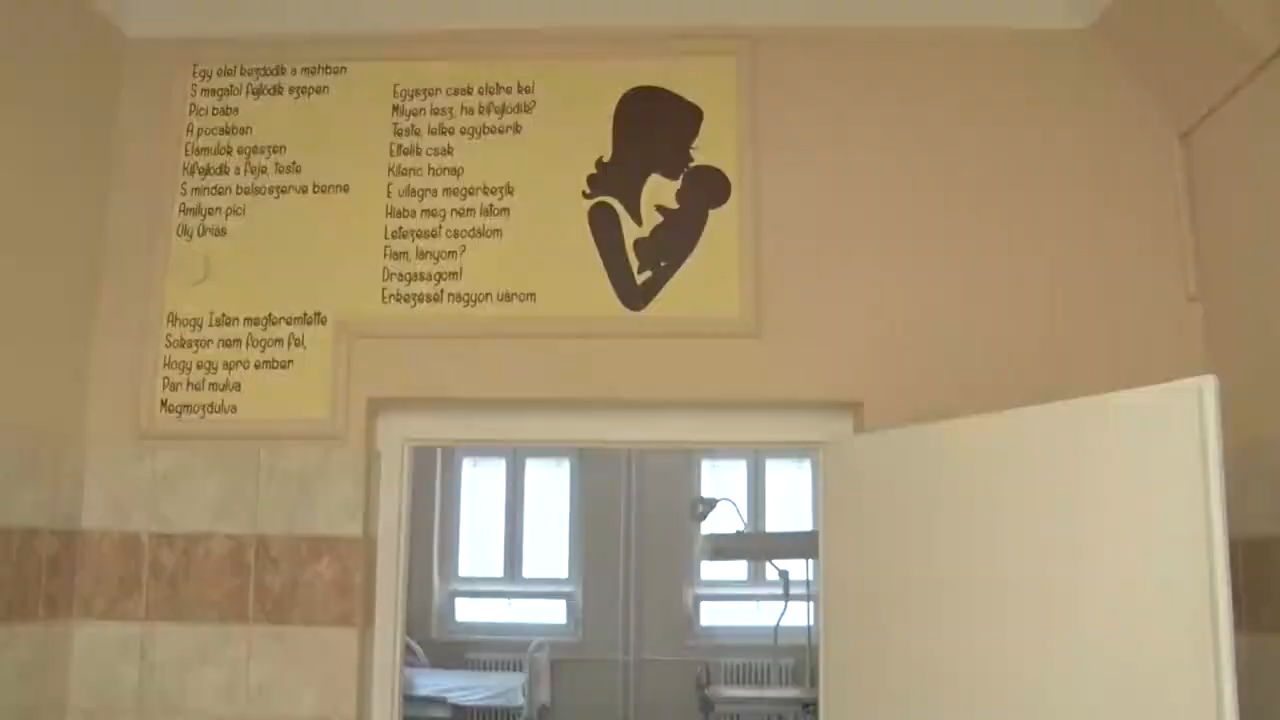 Egy élet kezdődik a méhben
S magától fejlődik szépen
Pici baba
A pocakban
Elámulok egészen
Kifejlődik a feje, teste
S minden belsőszerve benne
Amilyen pici
Oly Óriás
Ahogy Isten megteremtette
Sokszor nem fogom fel,
Hogy egy apró ember
Pár hét múlva
Megmozdulva
Egyszer csak életre kel
Milyen lesz, ha kifejlődik?
Teste, lelke egybeérik
Eltelik csak
Kilenc hónap
E világra megérkezik
Hiába még nem látom
Létezését csodálom
Fiam, lányom?
Drágaságom!
Érkezését nagyon várom